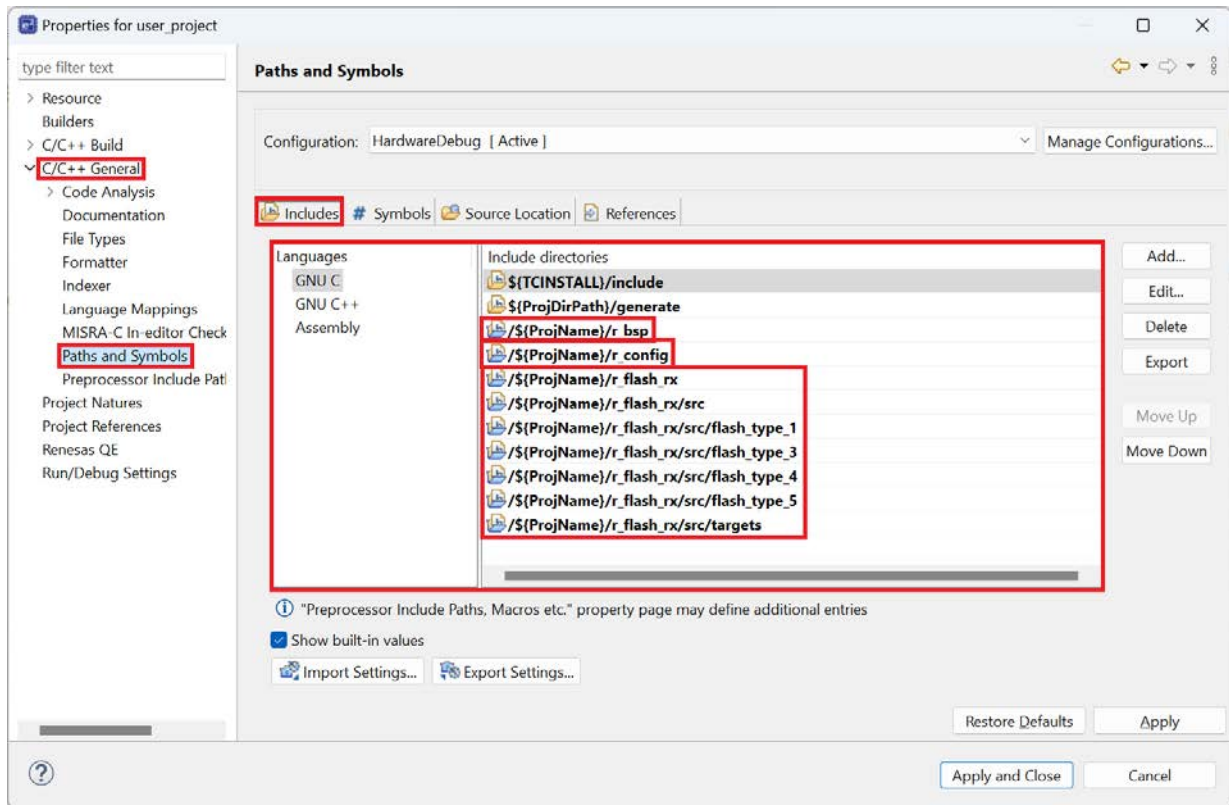 Properties for user_project
type filter text
Resource
Builders
C/C++ Build
C/C++ General
Code Analysis
Documentation
File Types
Formatter
Indexer
Language Mappings
MISRA-C In-editor Check
Paths and Symbols
Preprocessor Include Patl
Project Natures
Project References
Renesas QE
Run/Debug Settings
Paths and Symbols
Configuration: HardwareDebug [ Active ] Manage Configurations...
Includes # Symbols Source Location References
Languages
GNU C
GNU C++
Assembly
Include directories
${TCINSTALL}/include
${ProjDirPath}/generate
/${ProjName}/r_bsp
/${ProjName}/r_config
/${ProjName}/r_flash_rx
/${ProjName}/r_flash_rx/src
/${ProjName}/r_flash_rx/src/flash_type_1
/${ProjName}/r_flash_rx/src/flash_type_3
/${ProjName}/r_flash_rx/src/flash_type_4
/${ProjName}/r_flash_rx/src/flash_type_5
/${ProjName}/r_flash_rx/src/targets
Add...
Edit...
Delete
Export
Move Up
Move Down
"Preprocessor Include Paths, Macros etc." property page may define additional entries
Show built-in values
Import Settings... Export Settings...
Restore Defaults Apply
? Apply and Close Cancel